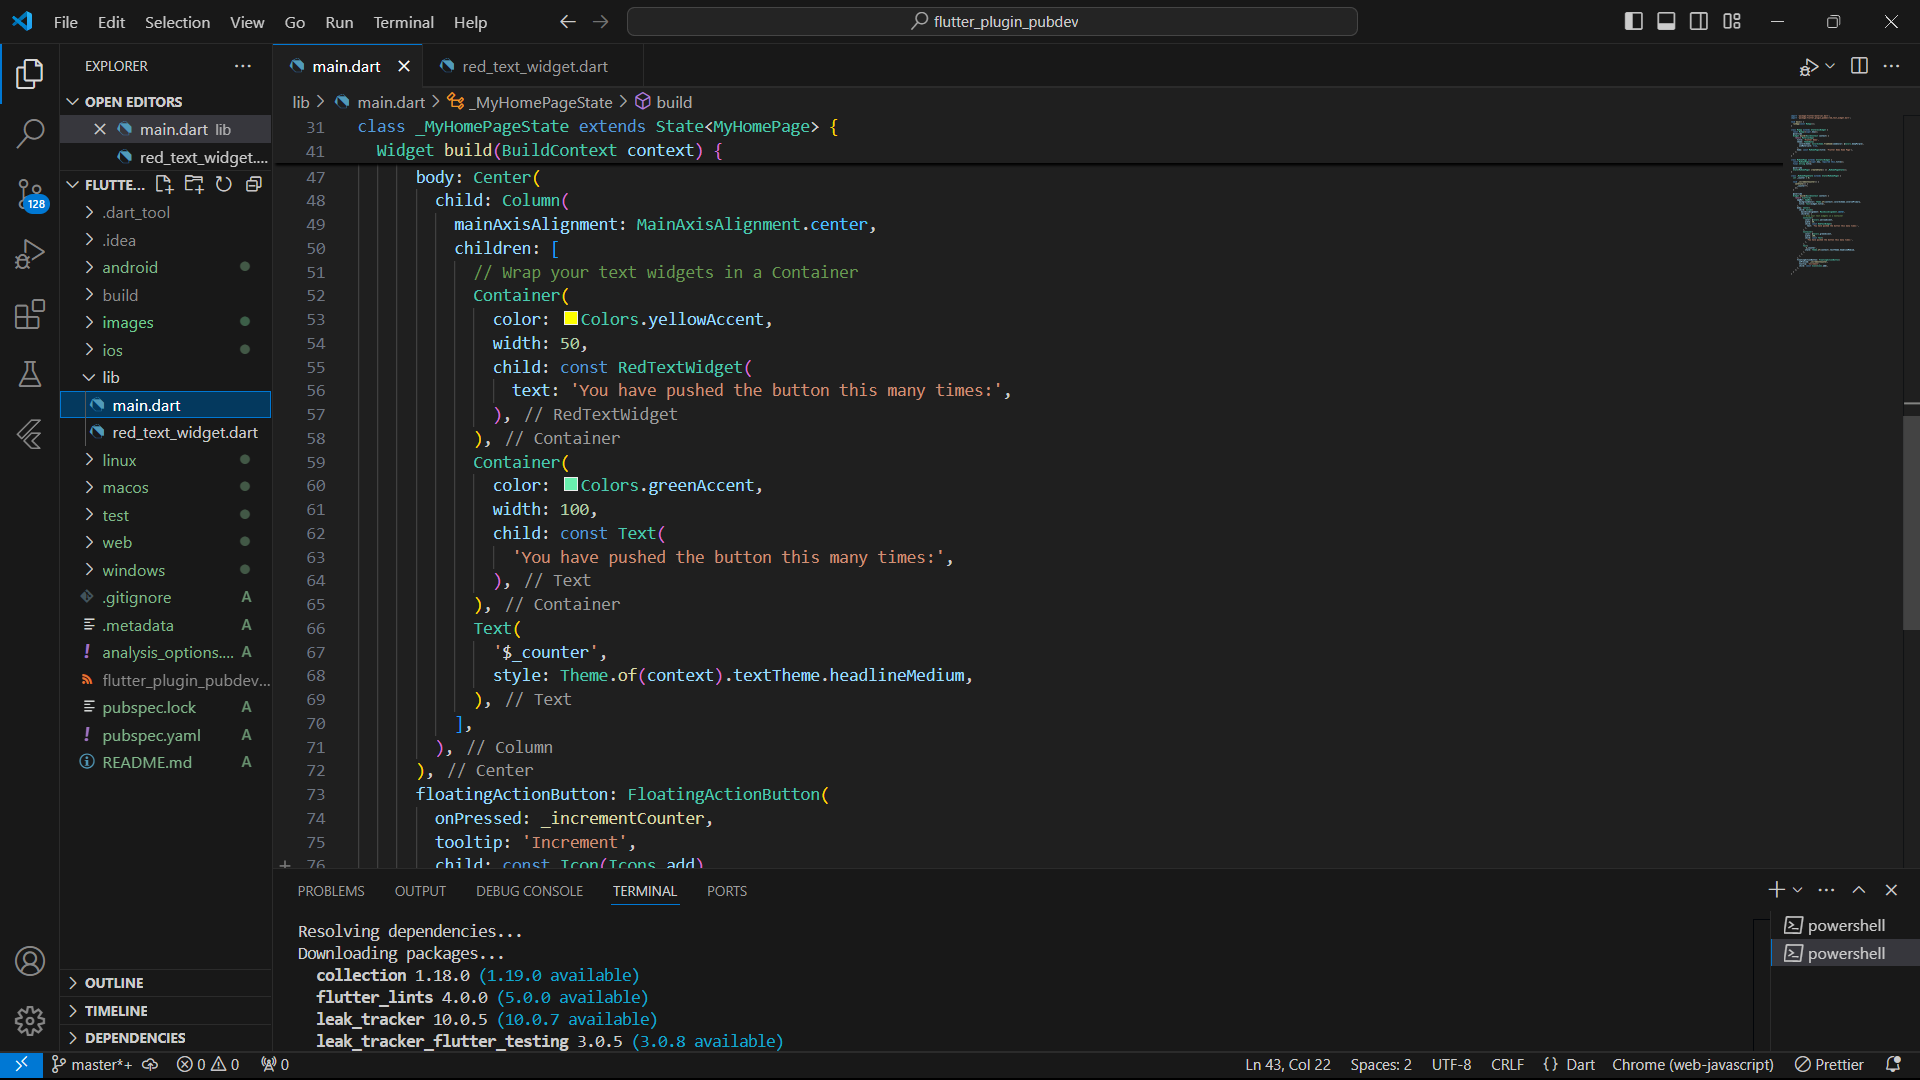 File Edit Selection View Go Run Terminal Help
flutter_plugin_pubdev
EXPLORER
OPEN EDITORS
main.dart lib
red_text_widget....
FLUTTE...
.dart_tool
.idea
android
build
images
ios
lib
main.dart
red_text_widget.dart
linux
macos
test
web
windows
.gitignore A
.metadata A
analysis_options.... A
flutter_plugin_pubdev...
pubspec.lock A
pubspec.yaml A
README.md A
OUTLINE
TIMELINE
DEPENDENCIES
128
main.dart
red_text_widget.dart
lib > main.dart > _MyHomePageState > build
31 class _MyHomePageState extends State<MyHomePage> {
41 Widget build(BuildContext context) {
47 body: Center(
48 child: Column(
49 mainAxisAlignment: MainAxisAlignment.center,
50 children: [
51 // Wrap your text widgets in a Container
52 Container(
53 color: Colors.yellowAccent,
54 width: 50,
55 child: const RedTextWidget(
56 text: 'You have pushed the button this many times:',
57 ), // RedTextWidget
58 ), // Container
59 Container(
60 color: Colors.greenAccent,
61 width: 100,
62 child: const Text(
63 'You have pushed the button this many times:',
64 ), // Text
65 ), // Container
66 Text(
67 '$_counter',
68 style: Theme.of(context).textTheme.headlineMedium,
69 ), // Text
70 ],
71 ), // Column
72 ), // Center
73 floatingActionButton: FloatingActionButton(
74 onPressed: _incrementCounter,
75 tooltip: 'Increment',
76 child: const Icon(Icons.add)
PROBLEMS OUTPUT DEBUG CONSOLE TERMINAL PORTS
Resolving dependencies...
Downloading packages...
collection 1.18.0 (1.19.0 available)
flutter_lints 4.0.0 (5.0.0 available)
leak_tracker 10.0.5 (10.0.7 available)
leak_tracker_flutter_testing 3.0.5 (3.0.8 available)
powershell
powershell
master*+ 0 0 0 Ln 43, Col 22 Spaces: 2 UTF-8 CRLF {} Dart Chrome (web-javascript) Prettier